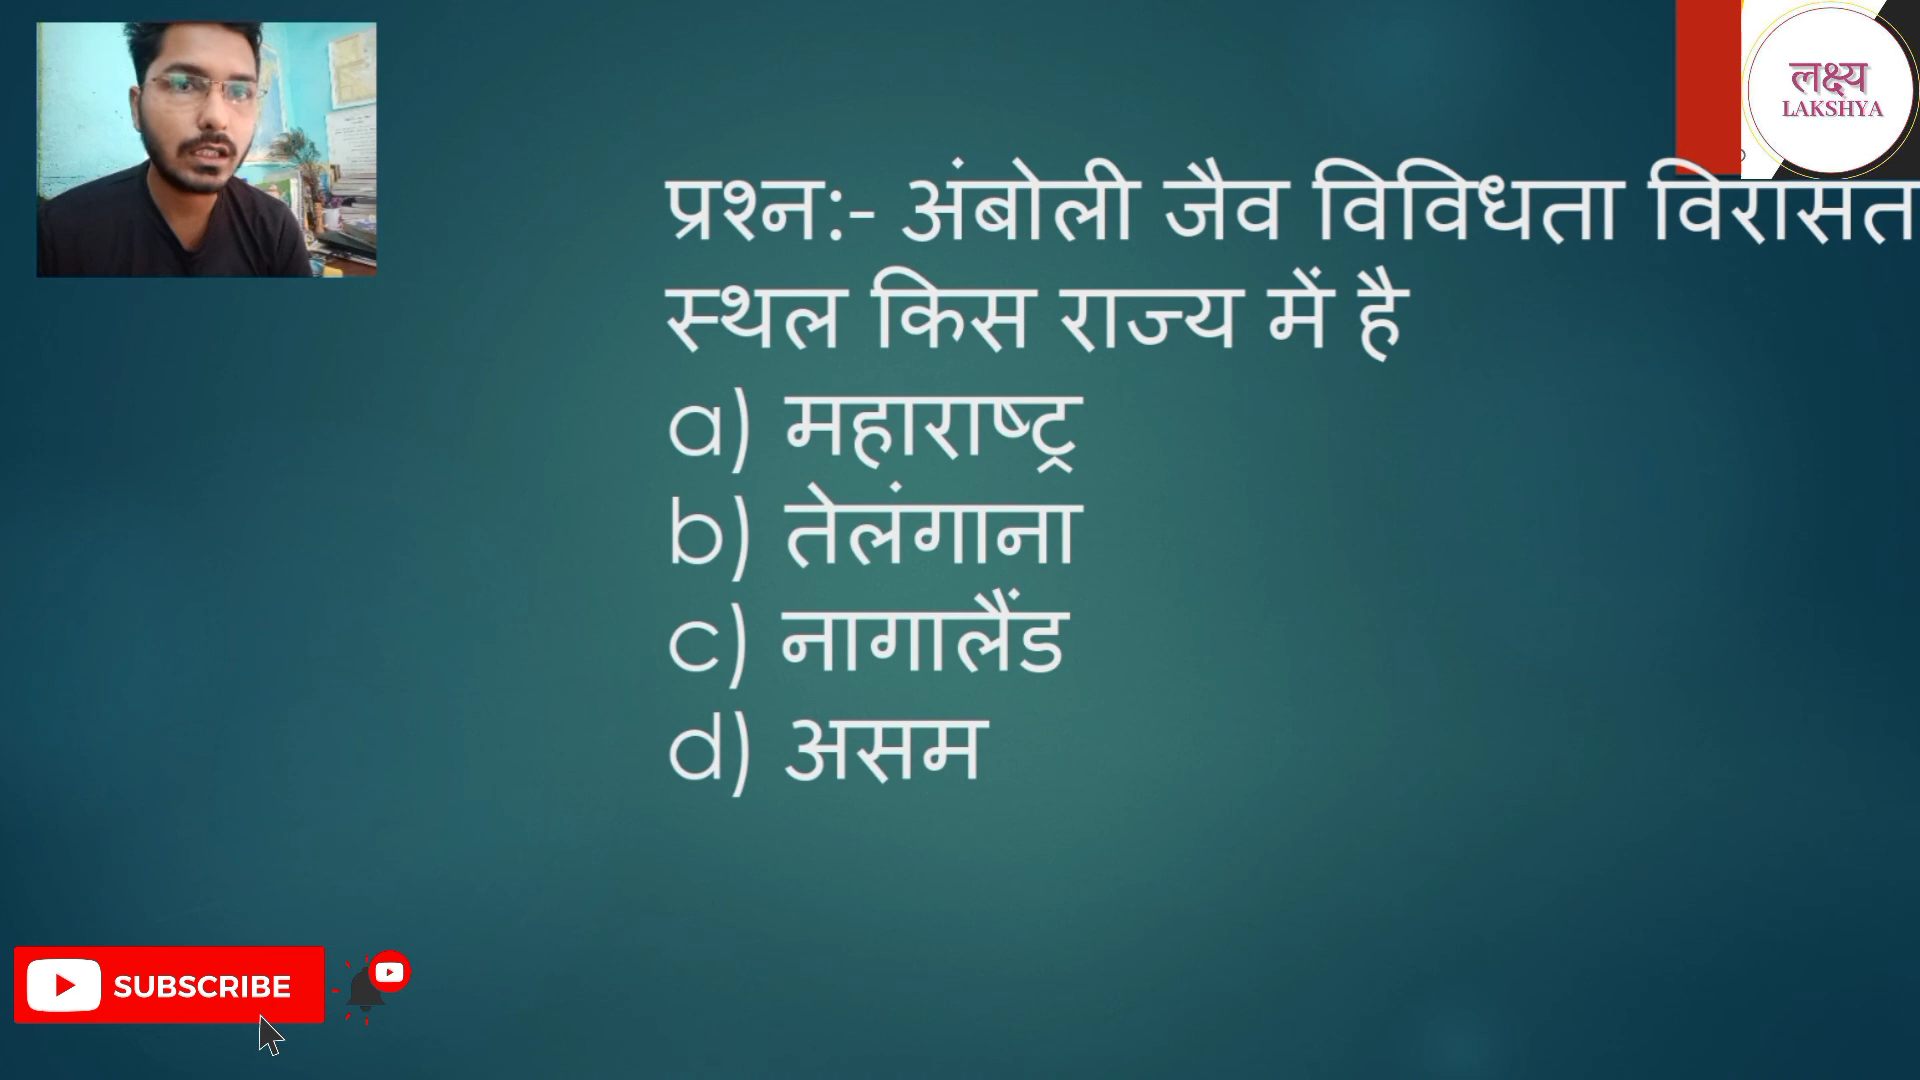 लक्ष्य
LAKSHYA
प्रश्न:- अंबोली जैव विविधता विरासत
स्थल किस राज्य में है
a) महाराष्ट्र
b) तेलंगाना
c) नागालैंड
d) असम
SUBSCRIBE